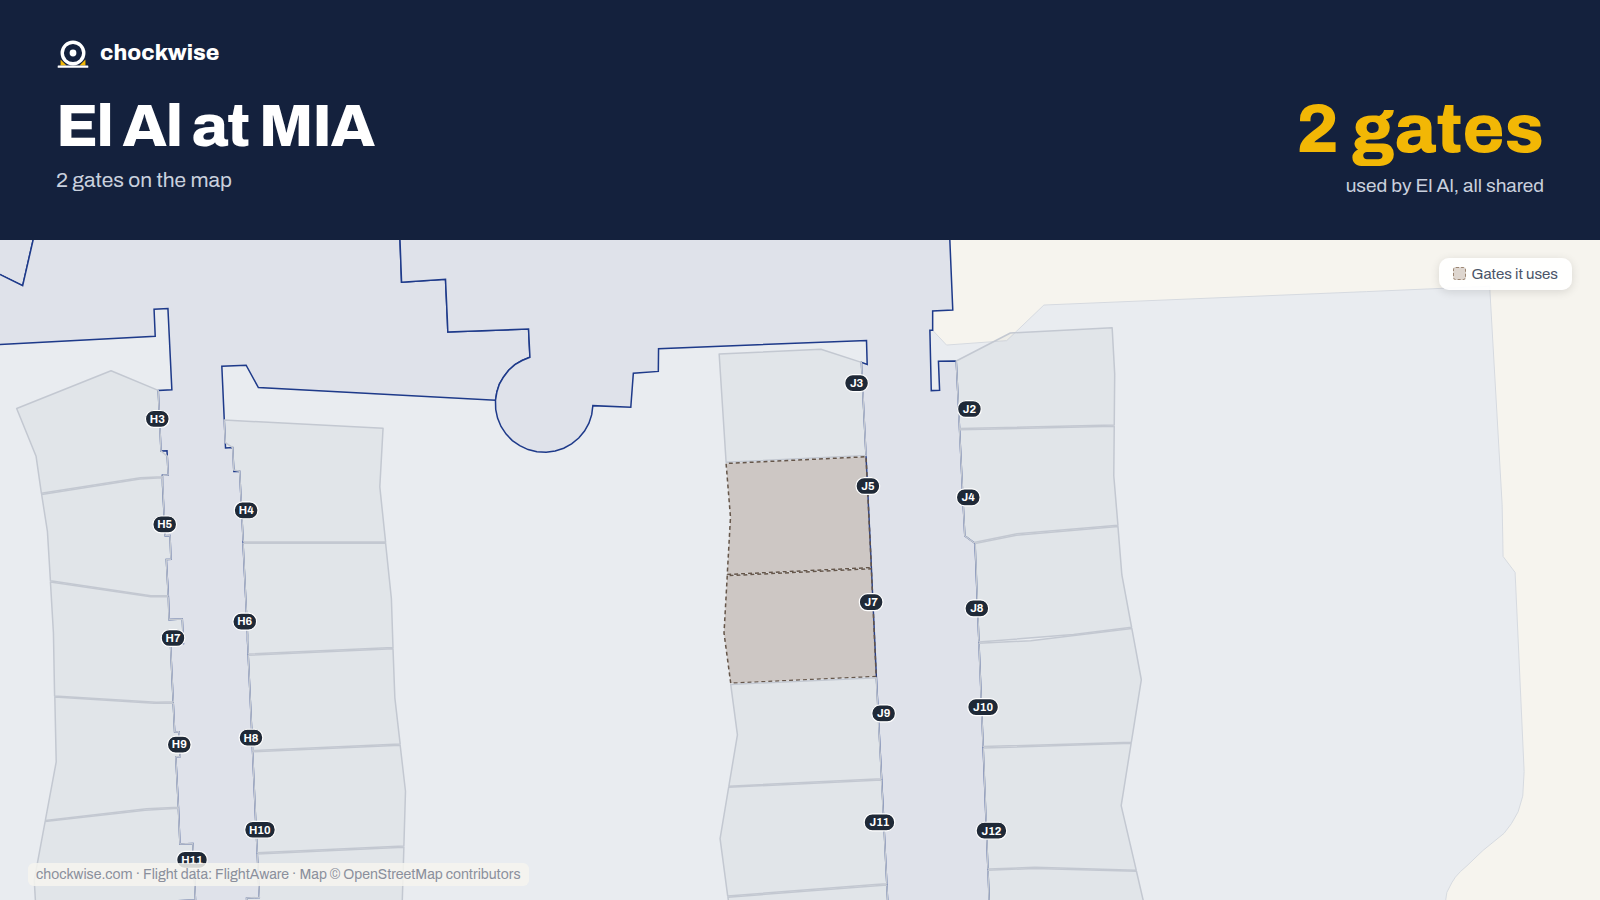 chockwise
El Al at MIA
2 gates on the map
2 gates
used by El Al, all shared
Gates it uses
J3
J2
H3
J5
J4
H4
H5
J7
J8
H6
H7
J10
J9
H8
H9
J11
H10
J12
H11
chockwise.com · Flight data: FlightAware · Map © OpenStreetMap contributors